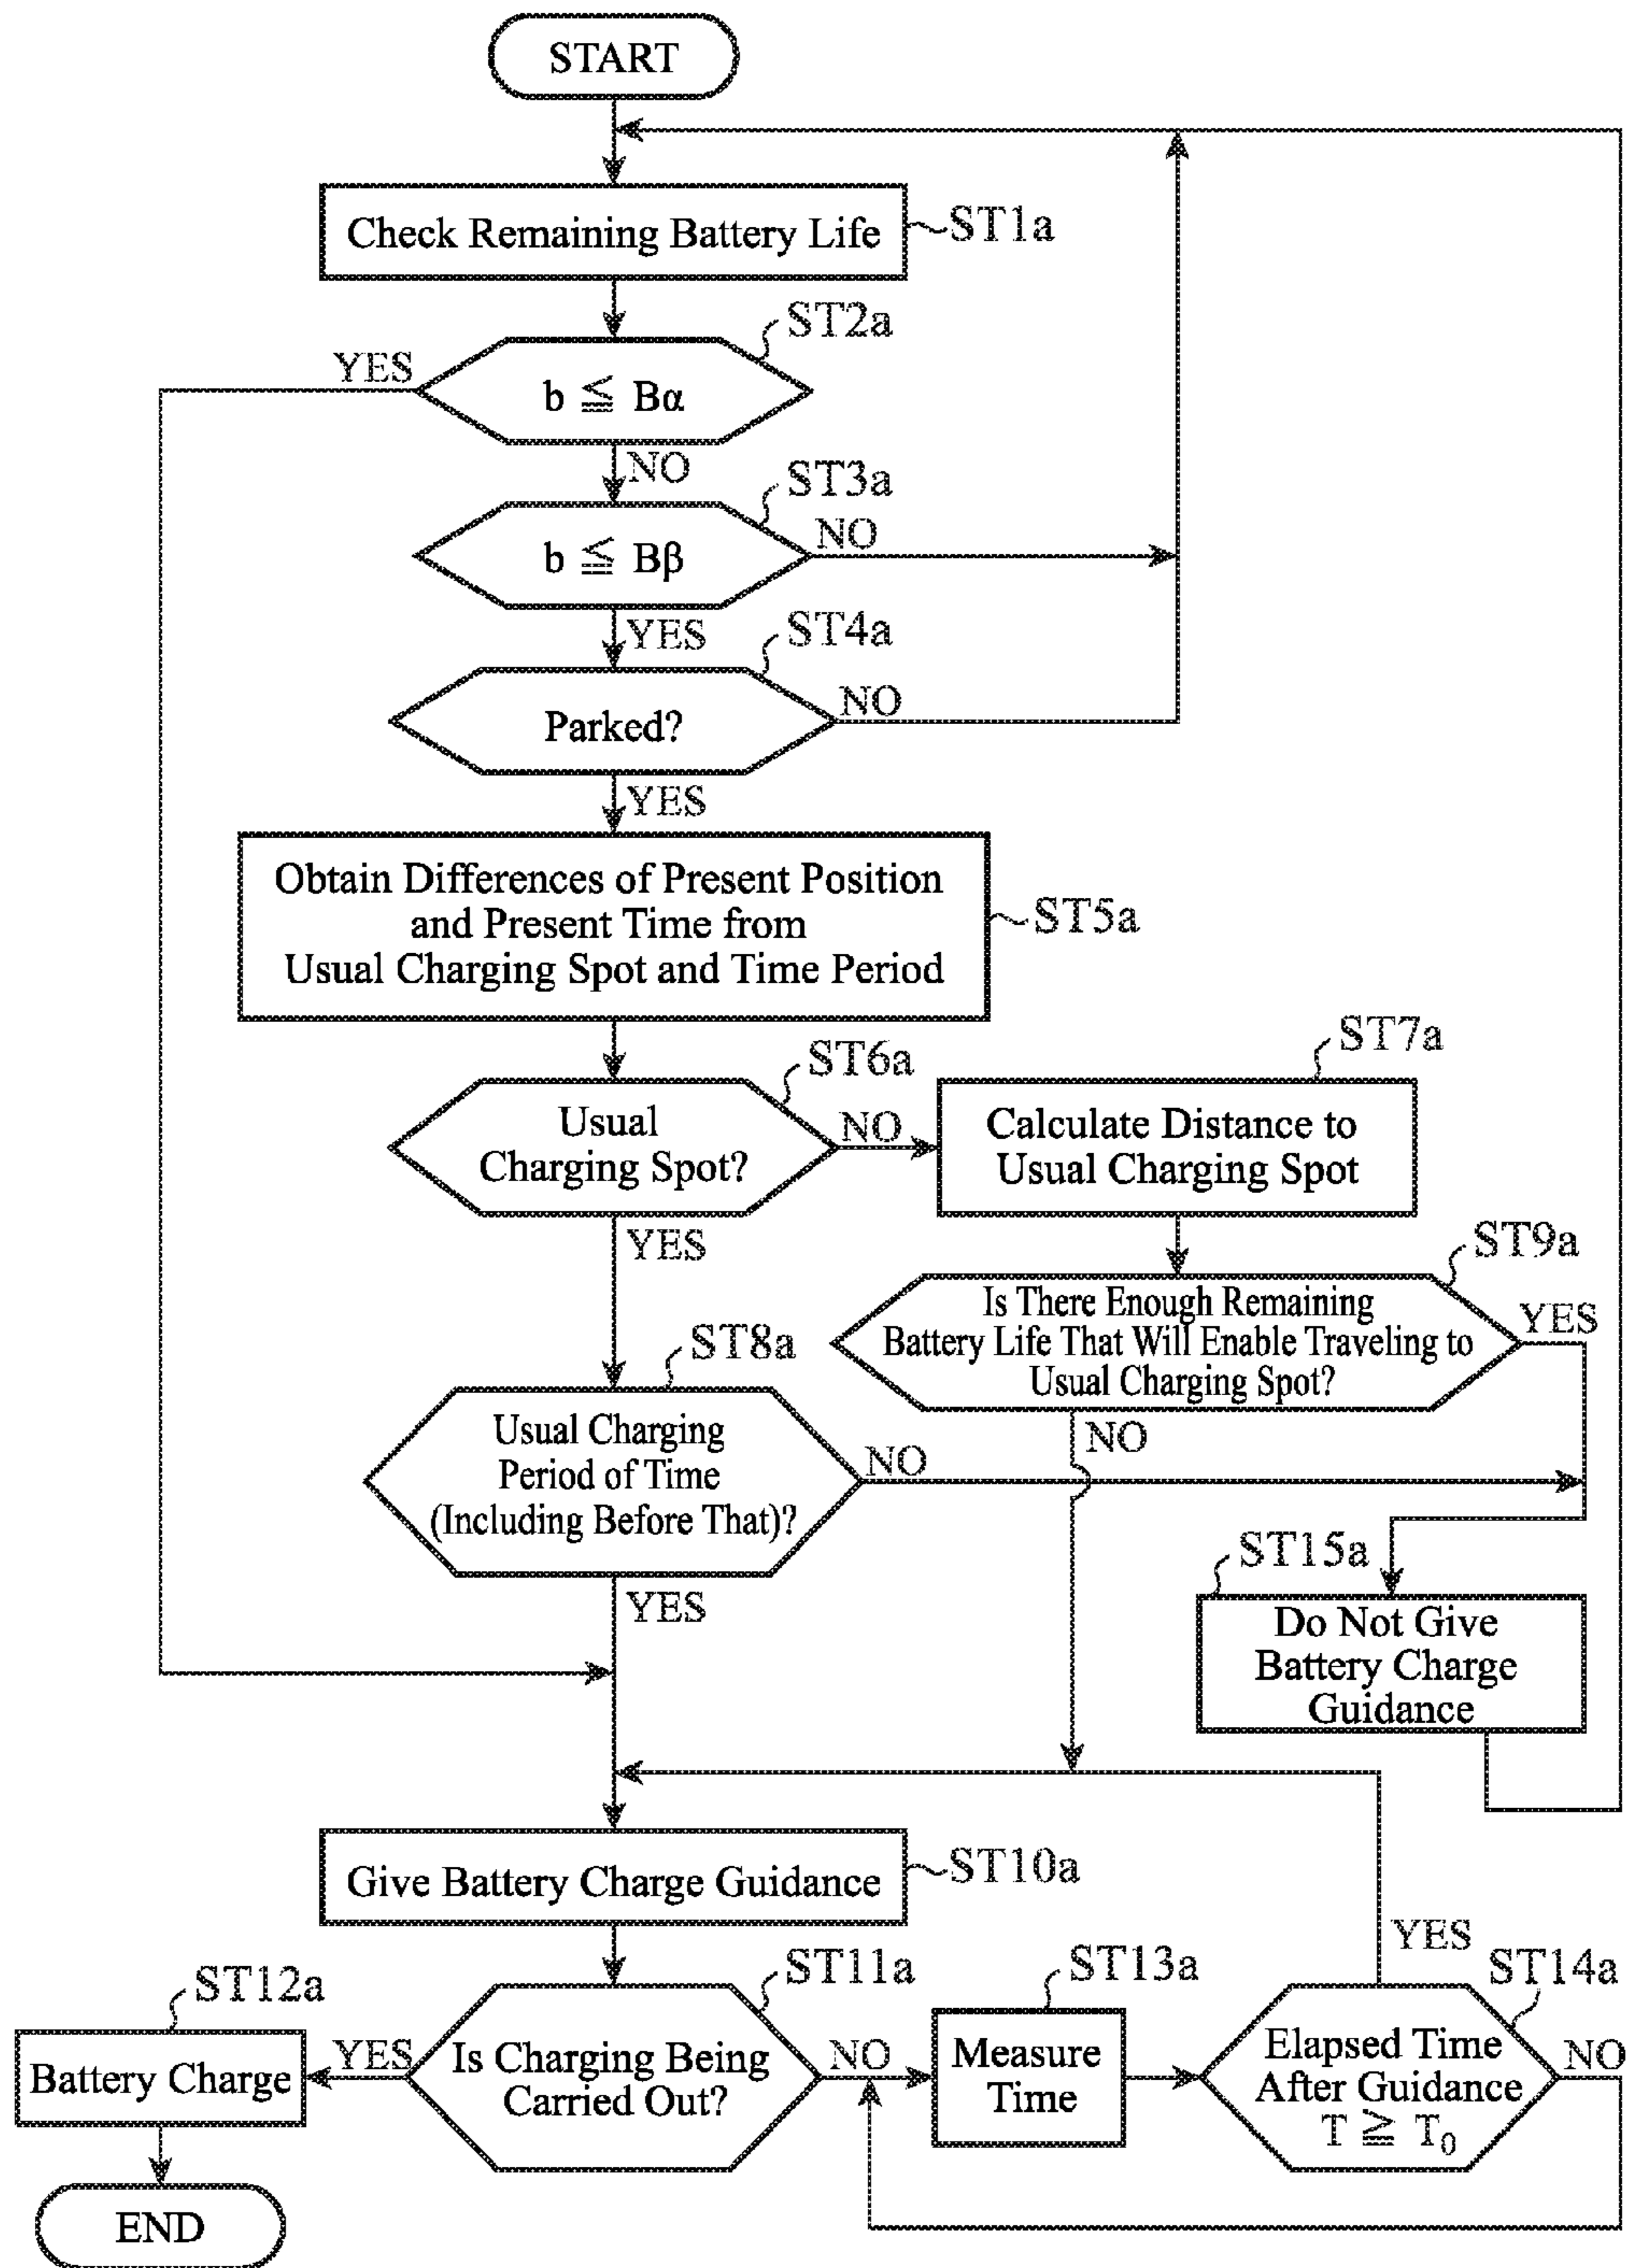 START
Check Remaining Battery Life
ST1a
ST2a
YES
b ≦ Bα
NO
ST3a
b ≦ Bβ
NO
YES
ST4a
Parked?
NO
YES
Obtain Differences of Present Position
and Present Time from
Usual Charging Spot and Time Period
ST5a
ST6a
Usual
Charging Spot?
NO
YES
ST7a
Calculate Distance to
Usual Charging Spot
ST9a
Is There Enough Remaining
Battery Life That Will Enable Traveling to
Usual Charging Spot?
YES
NO
ST8a
Usual Charging
Period of Time
(Including Before That)?
NO
YES
ST15a
Do Not Give
Battery Charge
Guidance
Give Battery Charge Guidance
ST10a
ST11a
Is Charging Being
Carried Out?
YES
NO
ST12a
Battery Charge
END
ST13a
Measure
Time
ST14a
Elapsed Time
After Guidance
T ≧ T₀
YES
NO